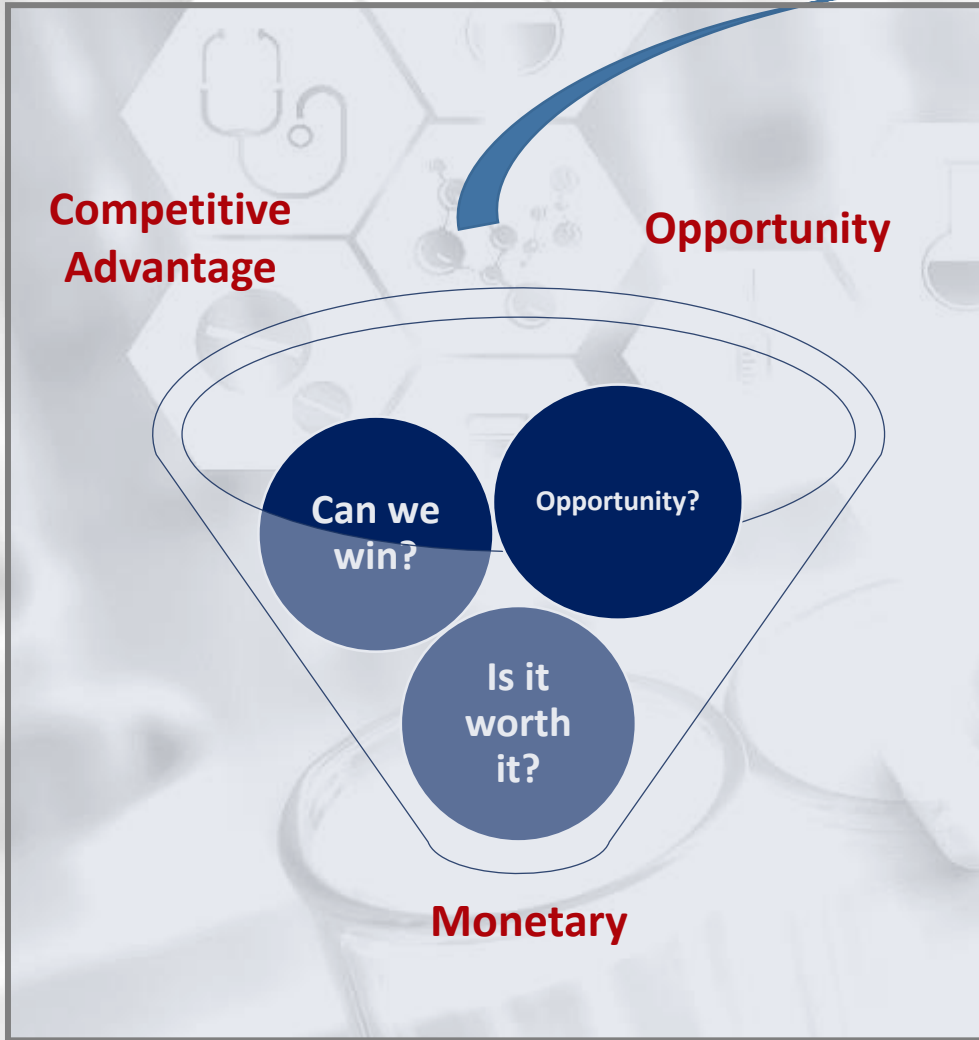 Competitive
Advantage
Opportunity
Can we
win?
Opportunity?
Is it
worth
it?
Monetary